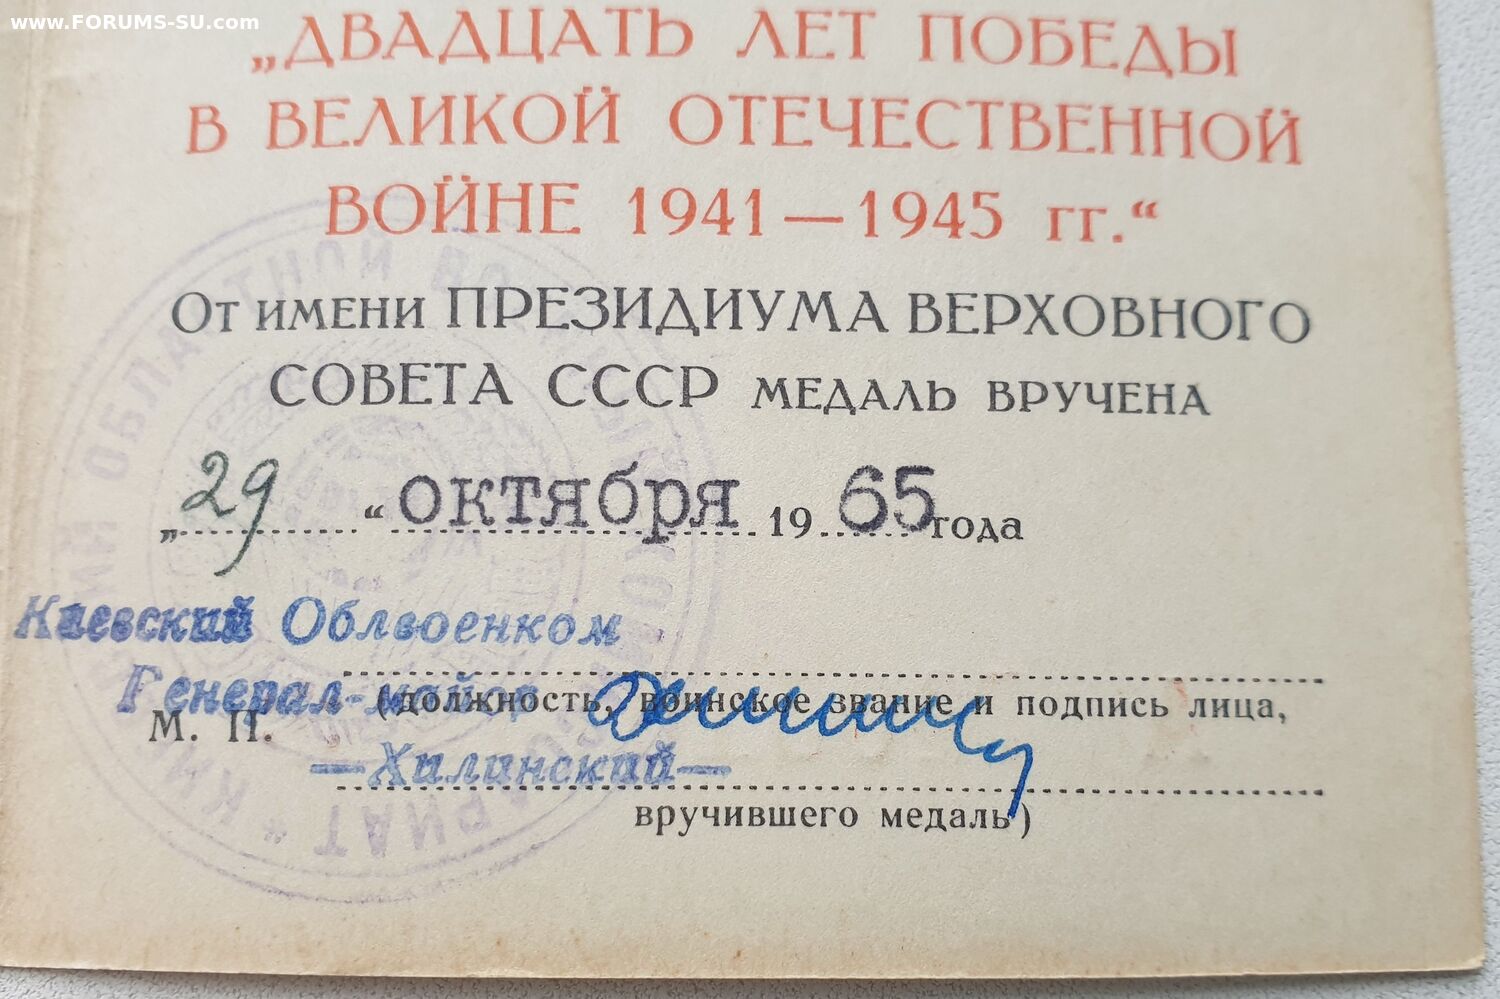 www.FORUMS-SU.com
„ДВАДЦАТЬ ЛЕТ ПОБЕДЫ
В ВЕЛИКОЙ ОТЕЧЕСТВЕННОЙ
ВОЙНЕ 1941—1945 гг.“
От имени ПРЕЗИДИУМА ВЕРХОВНОГО
СОВЕТА СССР МЕДАЛЬ ВРУЧЕНА
„29“ октября 1965 года
Киевский Облвоенком
Генерал-майор
М. П. (должность, воинское звание и подпись лица,
—Хилинский—
вручившего медаль)